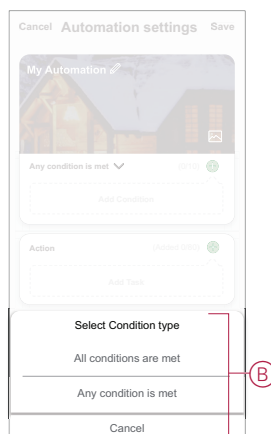 Cancel Automation settings Save
My Automation
Any condition is met
Add Condition
Action
Add Task
Select Condition type
All conditions are met
Any condition is met
B
Cancel